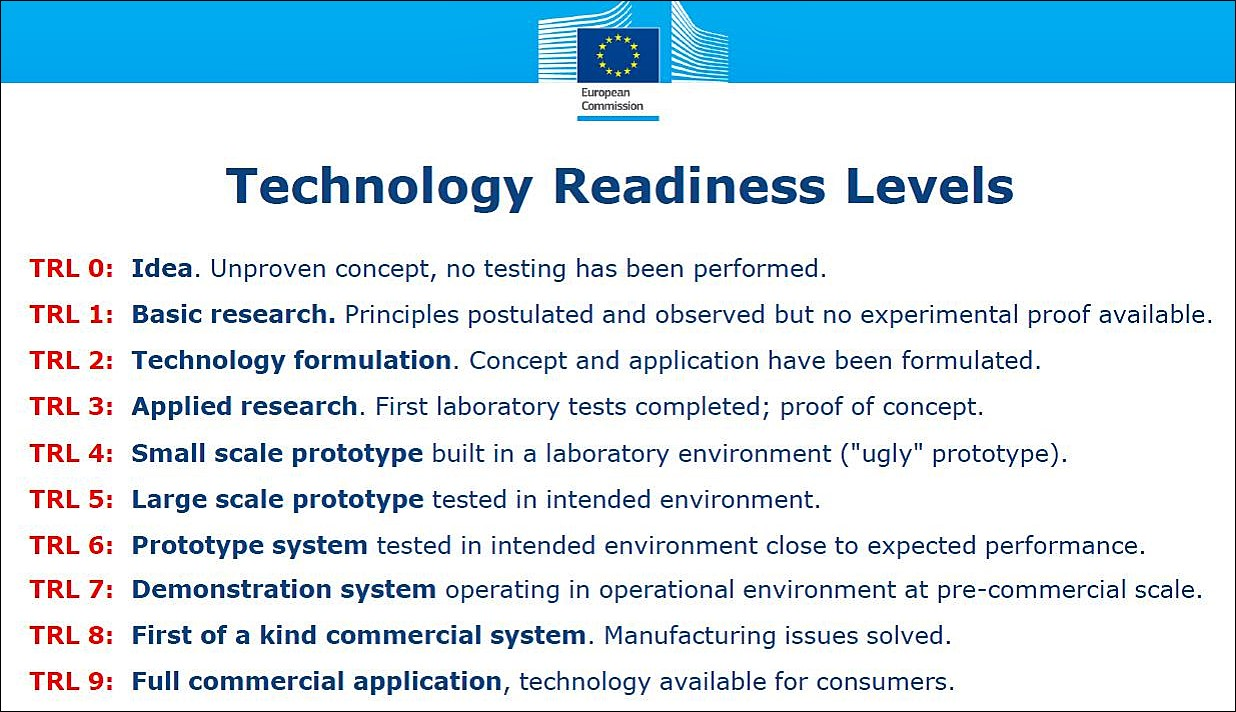 European
Commission
Technology Readiness Levels
TRL 0: Idea. Unproven concept, no testing has been performed.
TRL 1: Basic research. Principles postulated and observed but no experimental proof available.
TRL 2: Technology formulation. Concept and application have been formulated.
TRL 3: Applied research. First laboratory tests completed; proof of concept.
TRL 4: Small scale prototype built in a laboratory environment ("ugly" prototype).
TRL 5: Large scale prototype tested in intended environment.
TRL 6: Prototype system tested in intended environment close to expected performance.
TRL 7: Demonstration system operating in operational environment at pre-commercial scale.
TRL 8: First of a kind commercial system. Manufacturing issues solved.
TRL 9: Full commercial application, technology available for consumers.